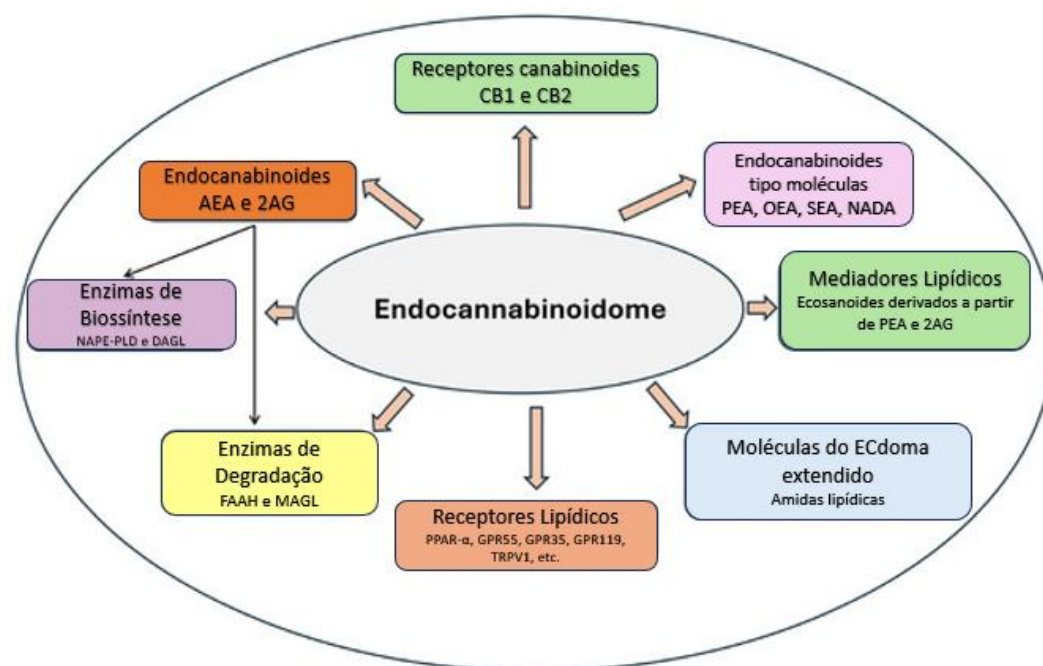 Receptores canabinoides
CB1 e CB2
Endocanabinoides
AEA e 2AG
Endocanabinoides
tipo moléculas
PEA, OEA, SEA, NADA
Enzimas de
Biossíntese
NAPE-PLD e DAGL
Endocannabinoidome
Mediadores Lipídicos
Ecosanoides derivados a partir
de PEA e 2AG
Enzimas de
Degradação
FAAH e MAGL
Receptores Lipídicos
PPAR-α, GPR55, GPR35, GPR119,
TRPV1, etc.
Moléculas do ECdoma
extendido
Amidas lipídicas